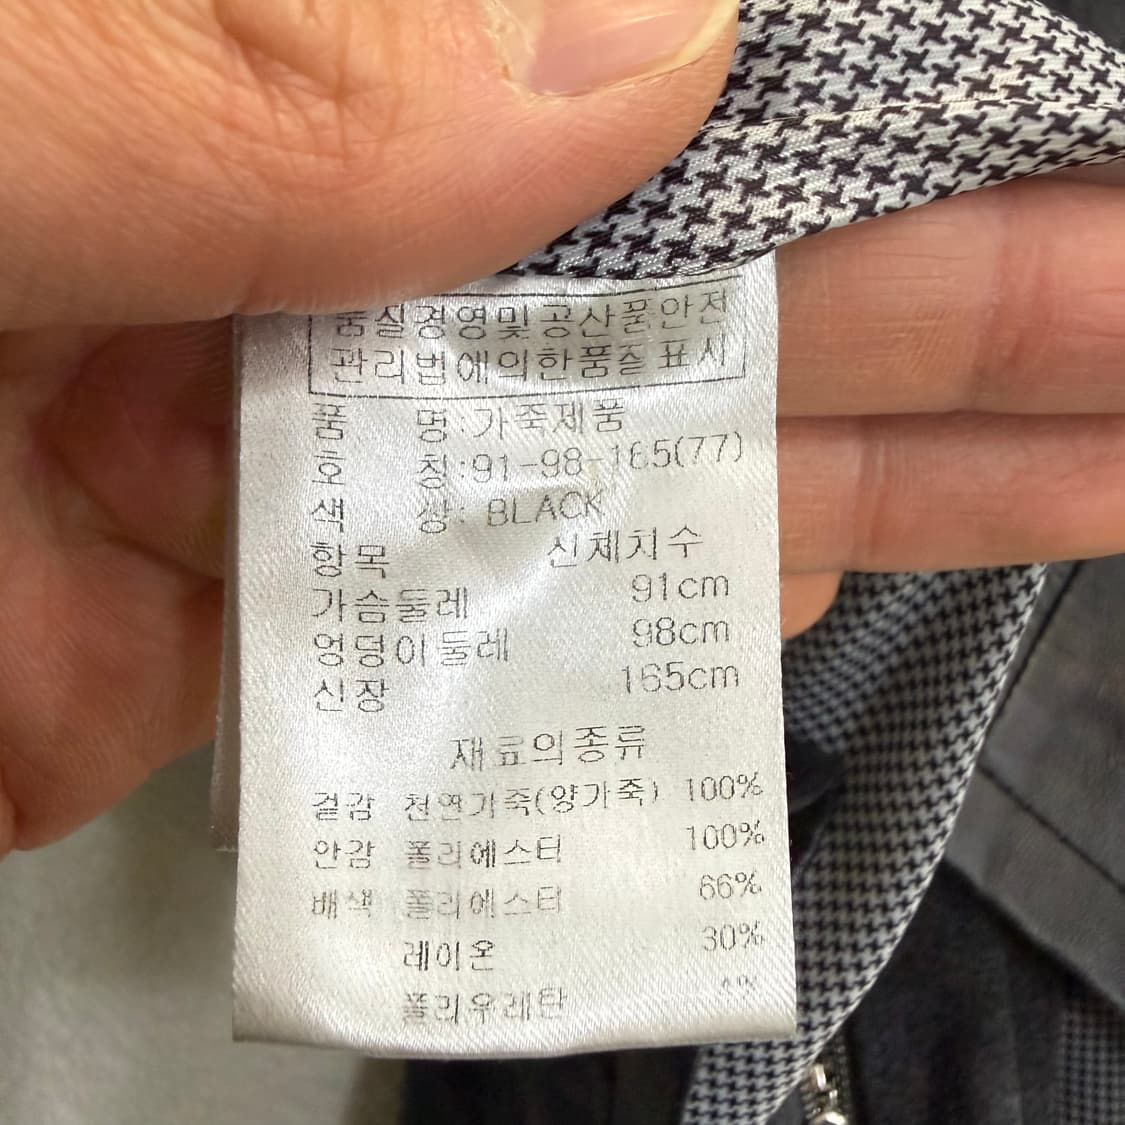 품질경영및공산품안전
관리법에의한품질표시
품 명:가죽제품
호 칭:91-98-165(77)
색 상: BLACK
항목 신체치수
가슴둘레 91cm
엉덩이둘레 98cm
신장 165cm
재료의종류
겉감 천연가죽(양가죽) 100%
안감 폴리에스터 100%
배색 폴리에스터 66%
레이온 30%
폴리우레탄 4%